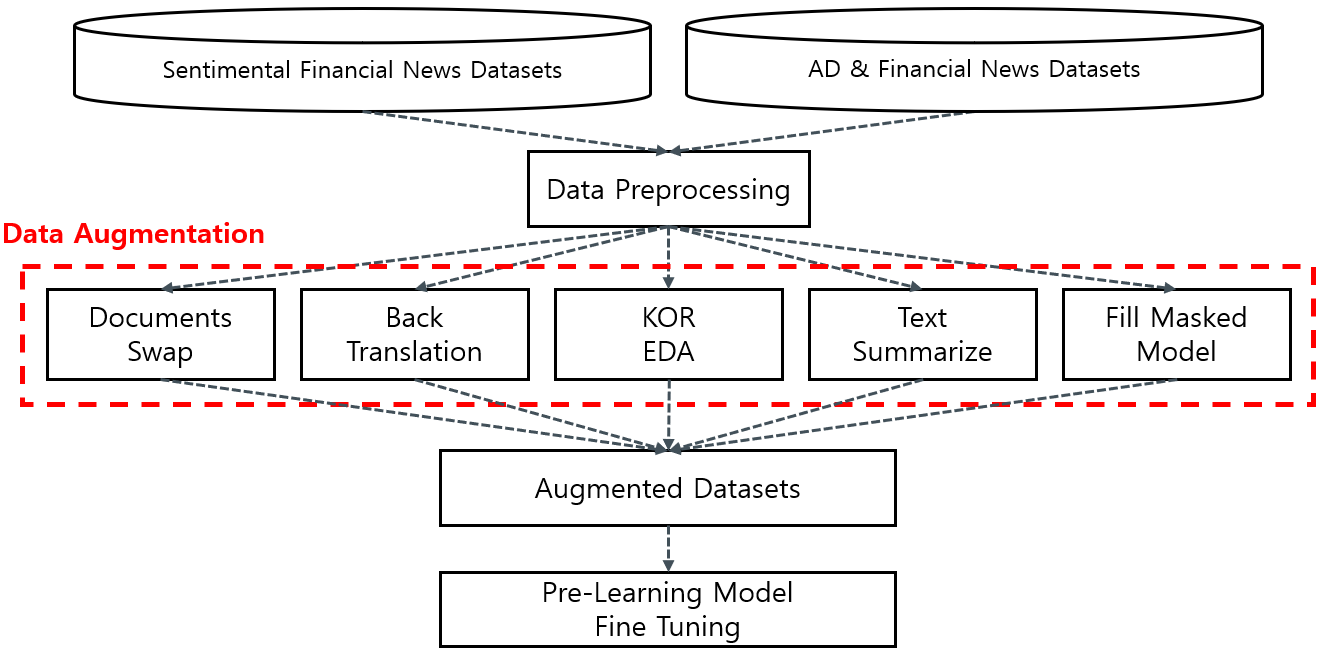 Sentimental Financial News Datasets
AD & Financial News Datasets
Data Preprocessing
Data Augmentation
Documents
Swap
Back
Translation
KOR
EDA
Text
Summarize
Fill Masked
Model
Augmented Datasets
Pre-Learning Model
Fine Tuning